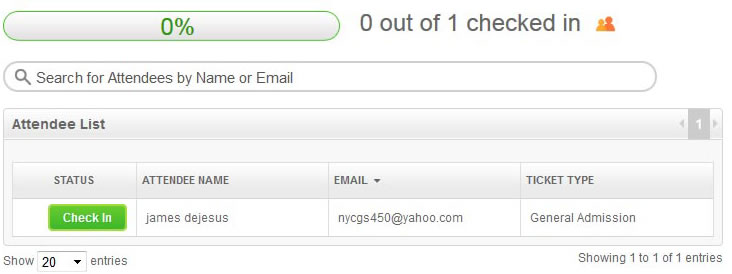 0% 0 out of 1 checked in
Search for Attendees by Name or Email
Attendee List 1
STATUS ATTENDEE NAME EMAIL TICKET TYPE
Check In james dejesus nycgs450@yahoo.com General Admission
Show 20 entries Showing 1 to 1 of 1 entries